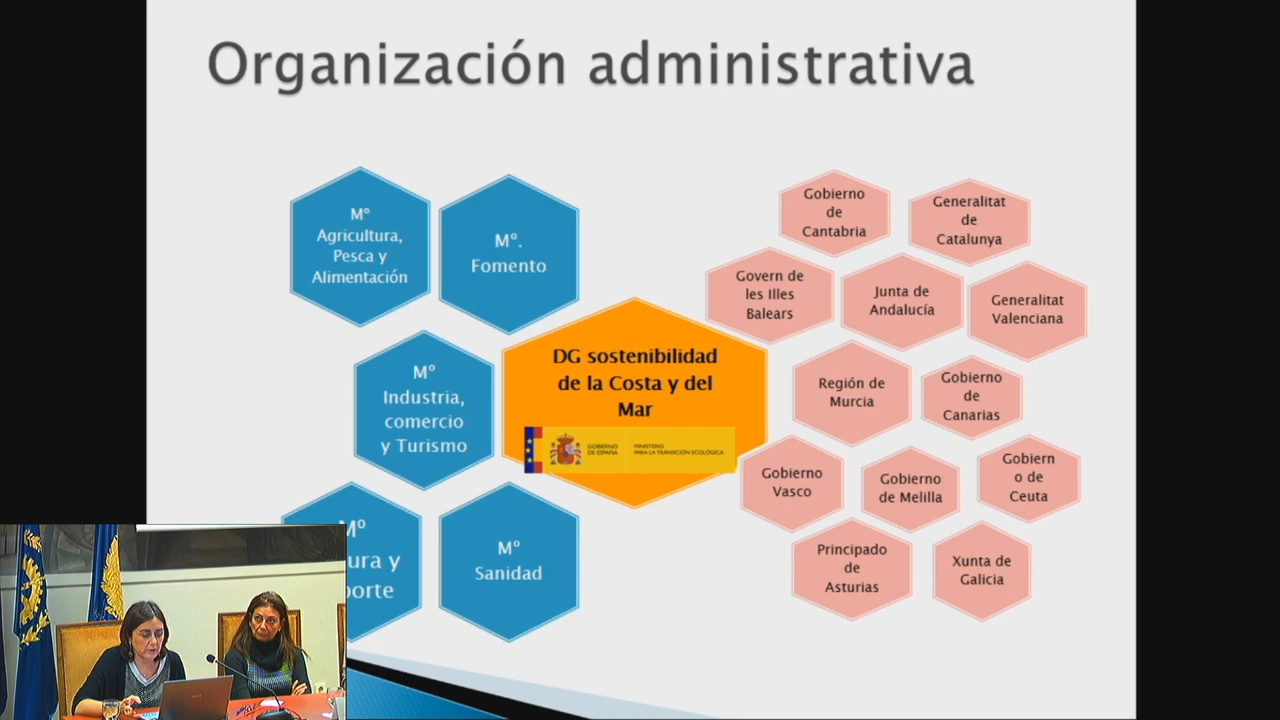 Organización administrativa
Mº
Agricultura,
Pesca y
Alimentación
Mº.
Fomento
Mº
Industria,
comercio
y Turismo
Mº
Sanidad
DG sostenibilidad
de la Costa y del
Mar
GOBIERNO
DE ESPAÑA
MINISTERIO
PARA LA TRANSICIÓN ECOLÓGICA
Gobierno
de
Cantabria
Generalitat
de
Catalunya
Govern de
les Illes
Balears
Junta de
Andalucía
Generalitat
Valenciana
Región de
Murcia
Gobierno
de
Canarias
Gobierno
Vasco
Gobierno
de Melilla
Gobiern
o de
Ceuta
Principado
de
Asturias
Xunta de
Galicia